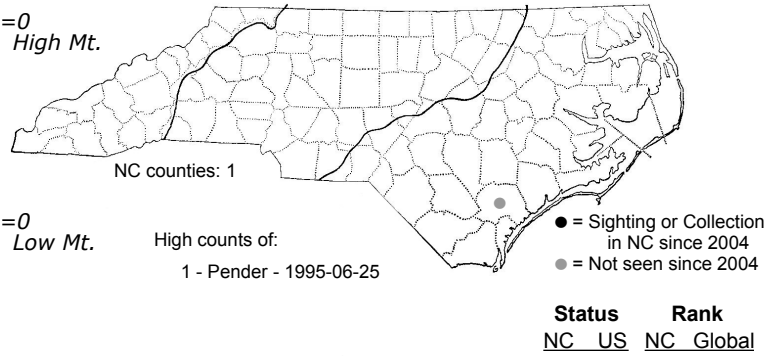 =0
High Mt.
NC counties: 1
=0
Low Mt.
High counts of:
1 - Pender - 1995-06-25
● = Sighting or Collection
in NC since 2004
● = Not seen since 2004
Status Rank
NC US NC Global